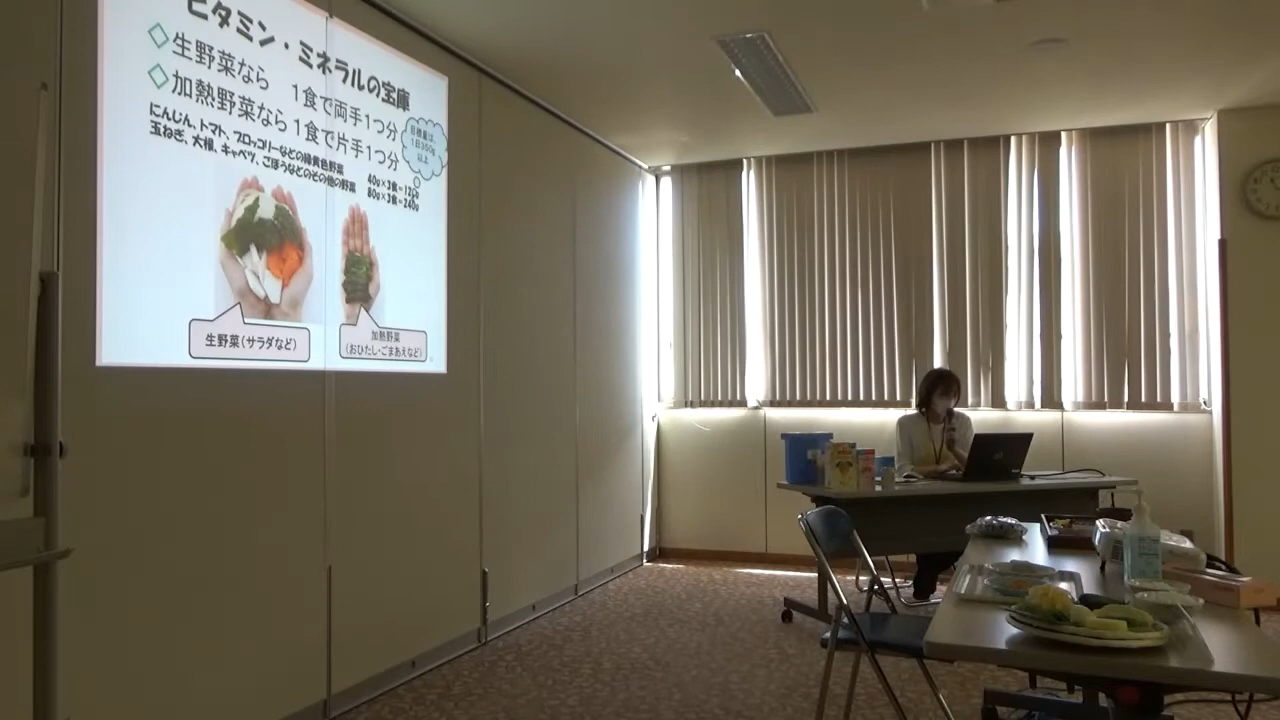 ビタミン・ミネラルの宝庫
◇生野菜なら 1食で両手1つ分
◇加熱野菜なら1食で片手1つ分
目標量は
1日350g
以上
にんじん、トマト、ブロッコリーなどの緑黄色野菜 40g×3食=120g
玉ねぎ、大根、キャベツ、ごぼうなどのその他の野菜 80g×3食=240g
生野菜(サラダなど)
加熱野菜
(おひたし・ごまあえなど)